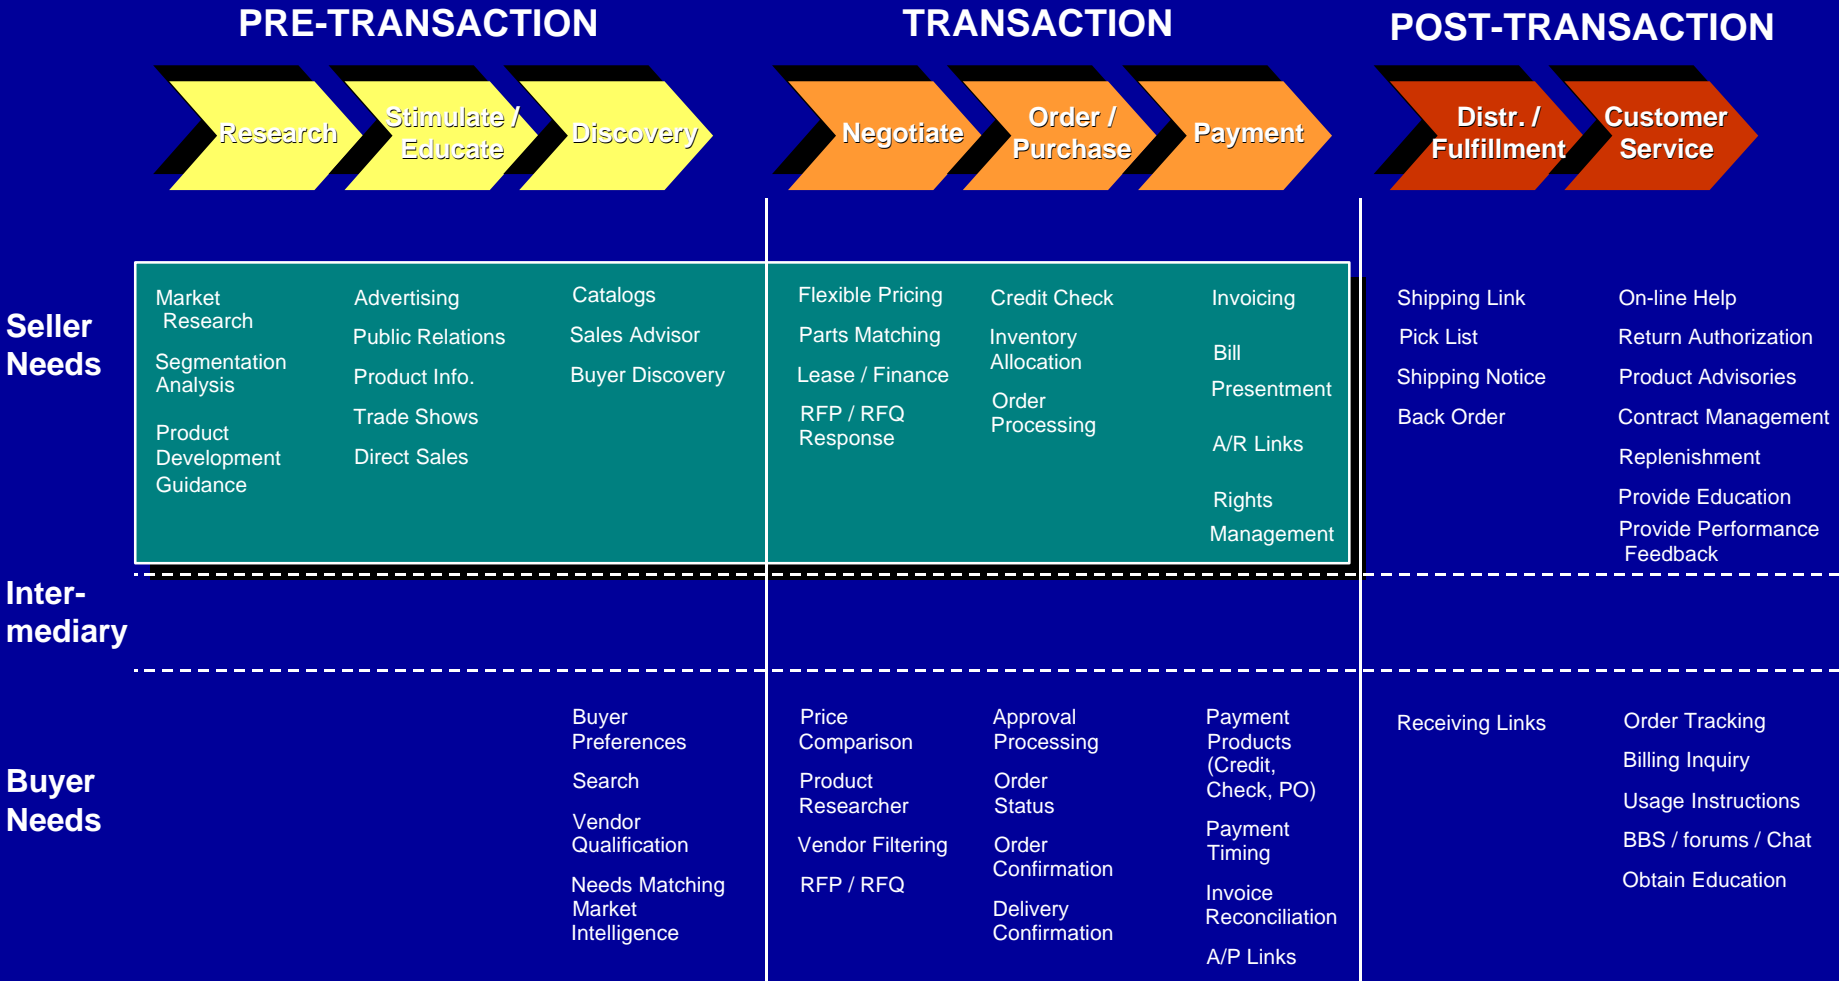 PRE-TRANSACTION
TRANSACTION
POST-TRANSACTION
Research
Stimulate /
Educate
Discovery
Negotiate
Order /
Purchase
Payment
Distr. /
Fulfillment
Customer
Service
Seller
Needs
Market
Research
Segmentation
Analysis
Product
Development
Guidance
Advertising
Public Relations
Product Info.
Trade Shows
Direct Sales
Catalogs
Sales Advisor
Buyer Discovery
Flexible Pricing
Parts Matching
Lease / Finance
RFP / RFQ
Response
Credit Check
Inventory
Allocation
Order
Processing
Invoicing
Bill
Presentment
A/R Links
Rights
Management
Shipping Link
Pick List
Shipping Notice
Back Order
On-line Help
Return Authorization
Product Advisories
Contract Management
Replenishment
Provide Education
Provide Performance
Feedback
Inter-
mediary
Buyer
Needs
Buyer
Preferences
Search
Vendor
Qualification
Needs Matching
Market
Intelligence
Price
Comparison
Product
Researcher
Vendor Filtering
RFP / RFQ
Approval
Processing
Order
Status
Order
Confirmation
Delivery
Confirmation
Payment
Products
(Credit,
Check, PO)
Payment
Timing
Invoice
Reconciliation
A/P Links
Receiving Links
Order Tracking
Billing Inquiry
Usage Instructions
BBS / forums / Chat
Obtain Education